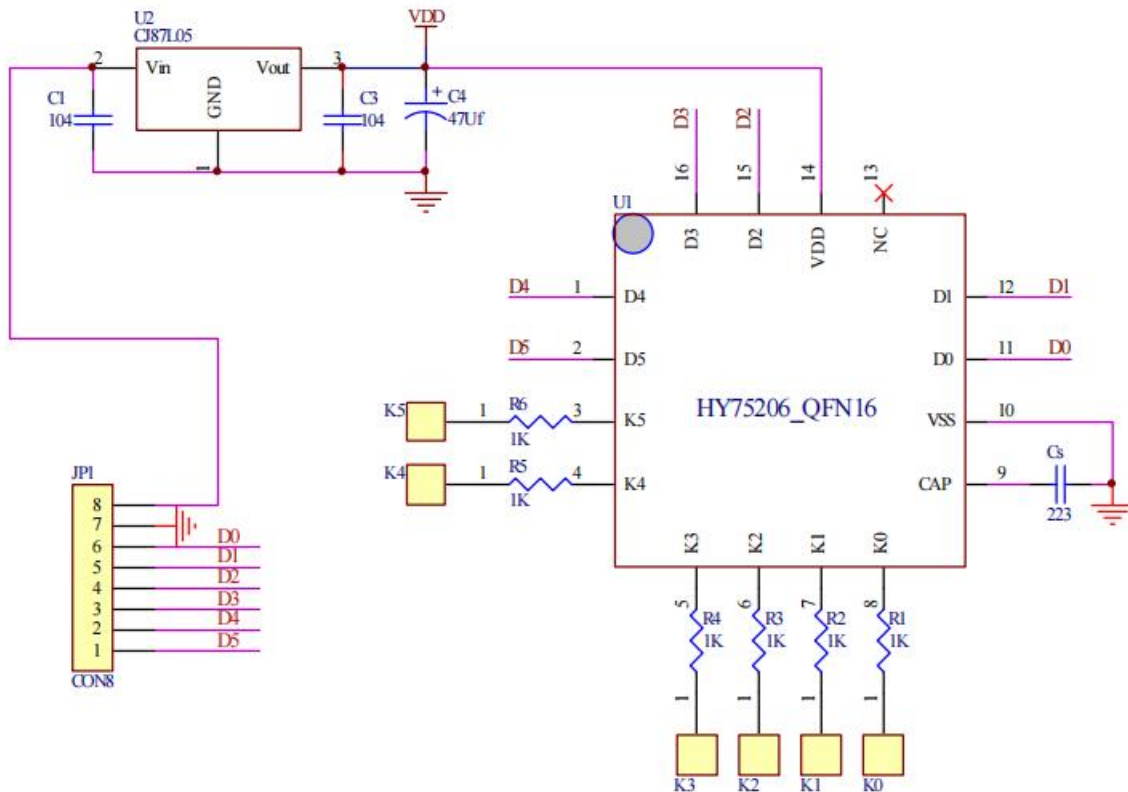 U2
CJ87L05
VDD
2
Vin
Vout
3
GND
1
C1
104
C3
104
+
C4
47Uf
D3
D2
16
15
14
13
U1
D3
D2
VDD
NC
D4
1
D4
D1
12
D1
D5
2
D5
D0
11
D0
HY75206_QFN16
K5
1
R6
1K
3
K5
VSS
10
K4
1
R5
1K
4
K4
CAP
9
Cs
223
K3
K2
K1
K0
5
6
7
8
R4
1K
R3
1K
R2
1K
R1
1K
1
1
1
1
K3
K2
K1
K0
JP1
8
7
6
D0
5
D1
4
D2
3
D3
2
D4
1
D5
CON8